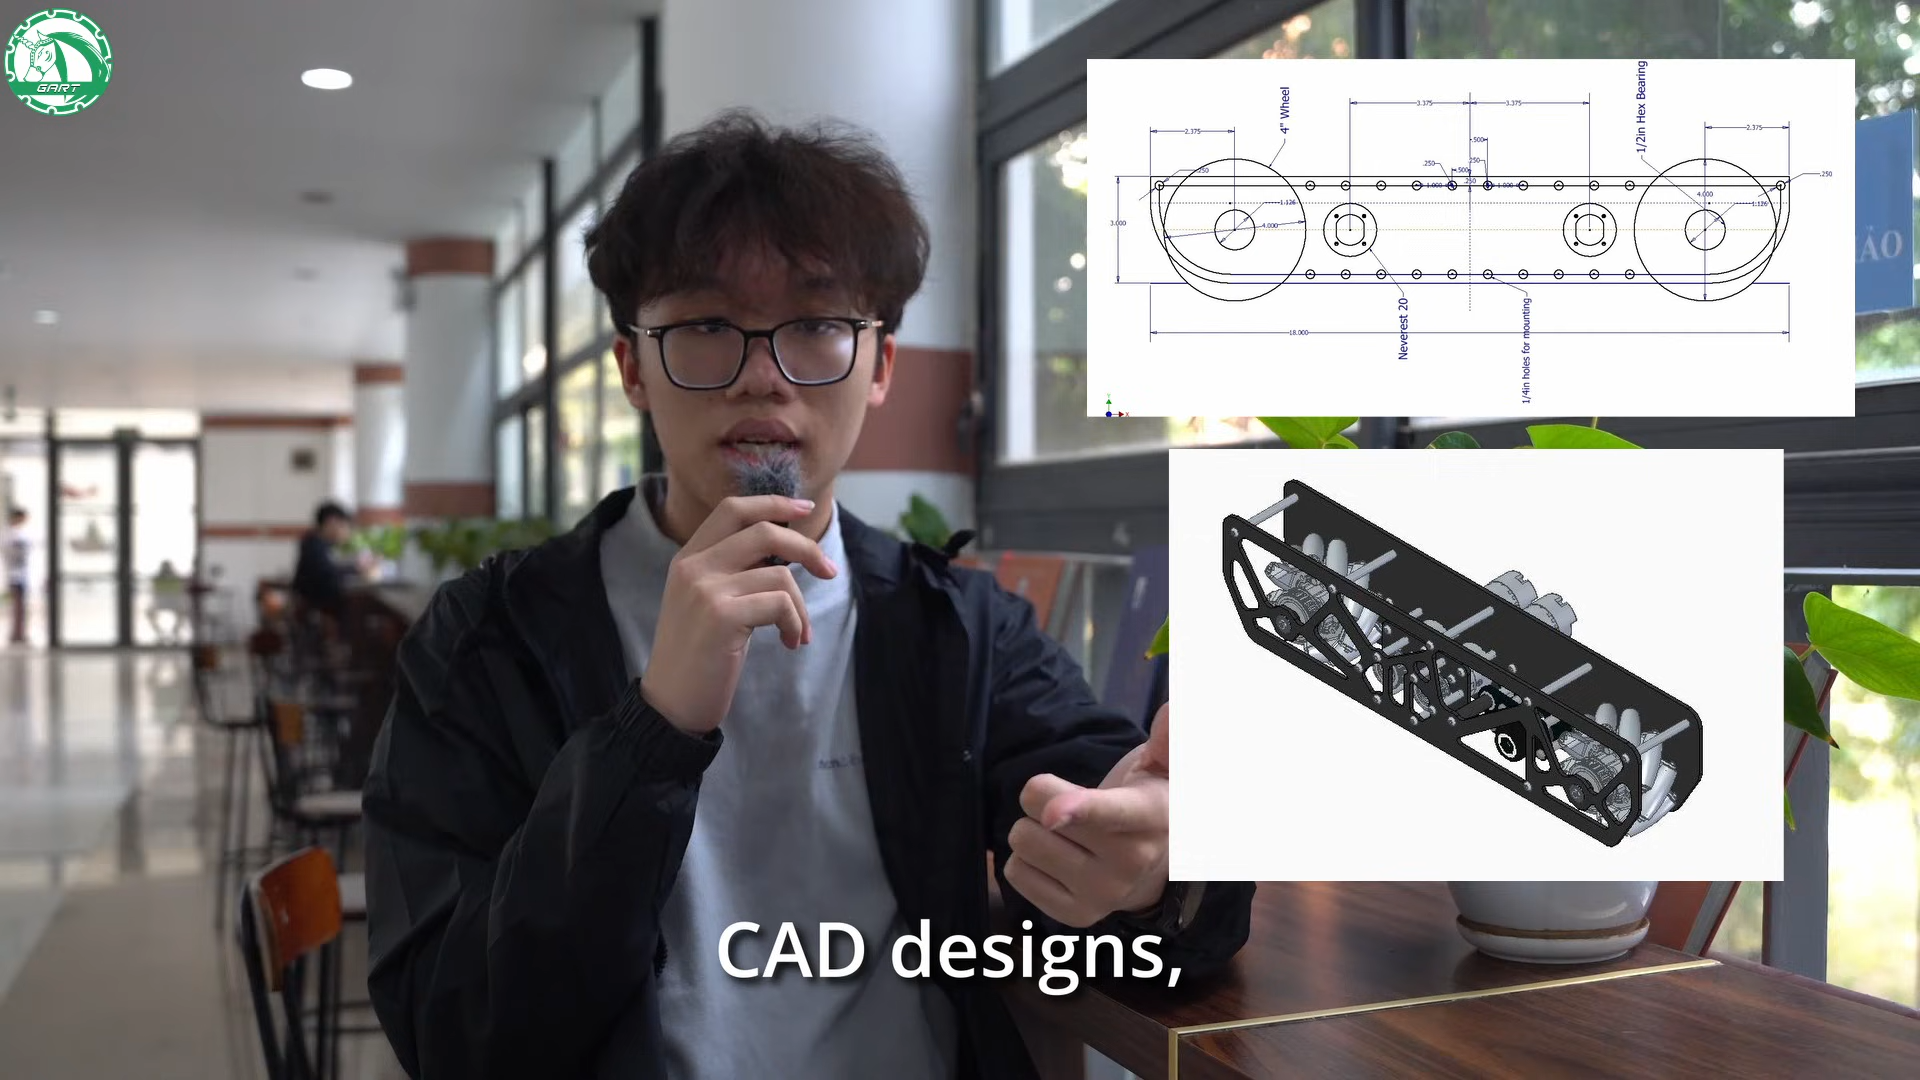 GART
4" Wheel
1/2in Hex Bearing
3.375
3.375
2.375
2.375
.500
.250
.250
.500
.250
.250
.250
1.000
1.000
4.000
1.126
1.126
3.000
4.000
Neverest 20
1/4in holes for mounting
18.000
ÁO
CAD designs,